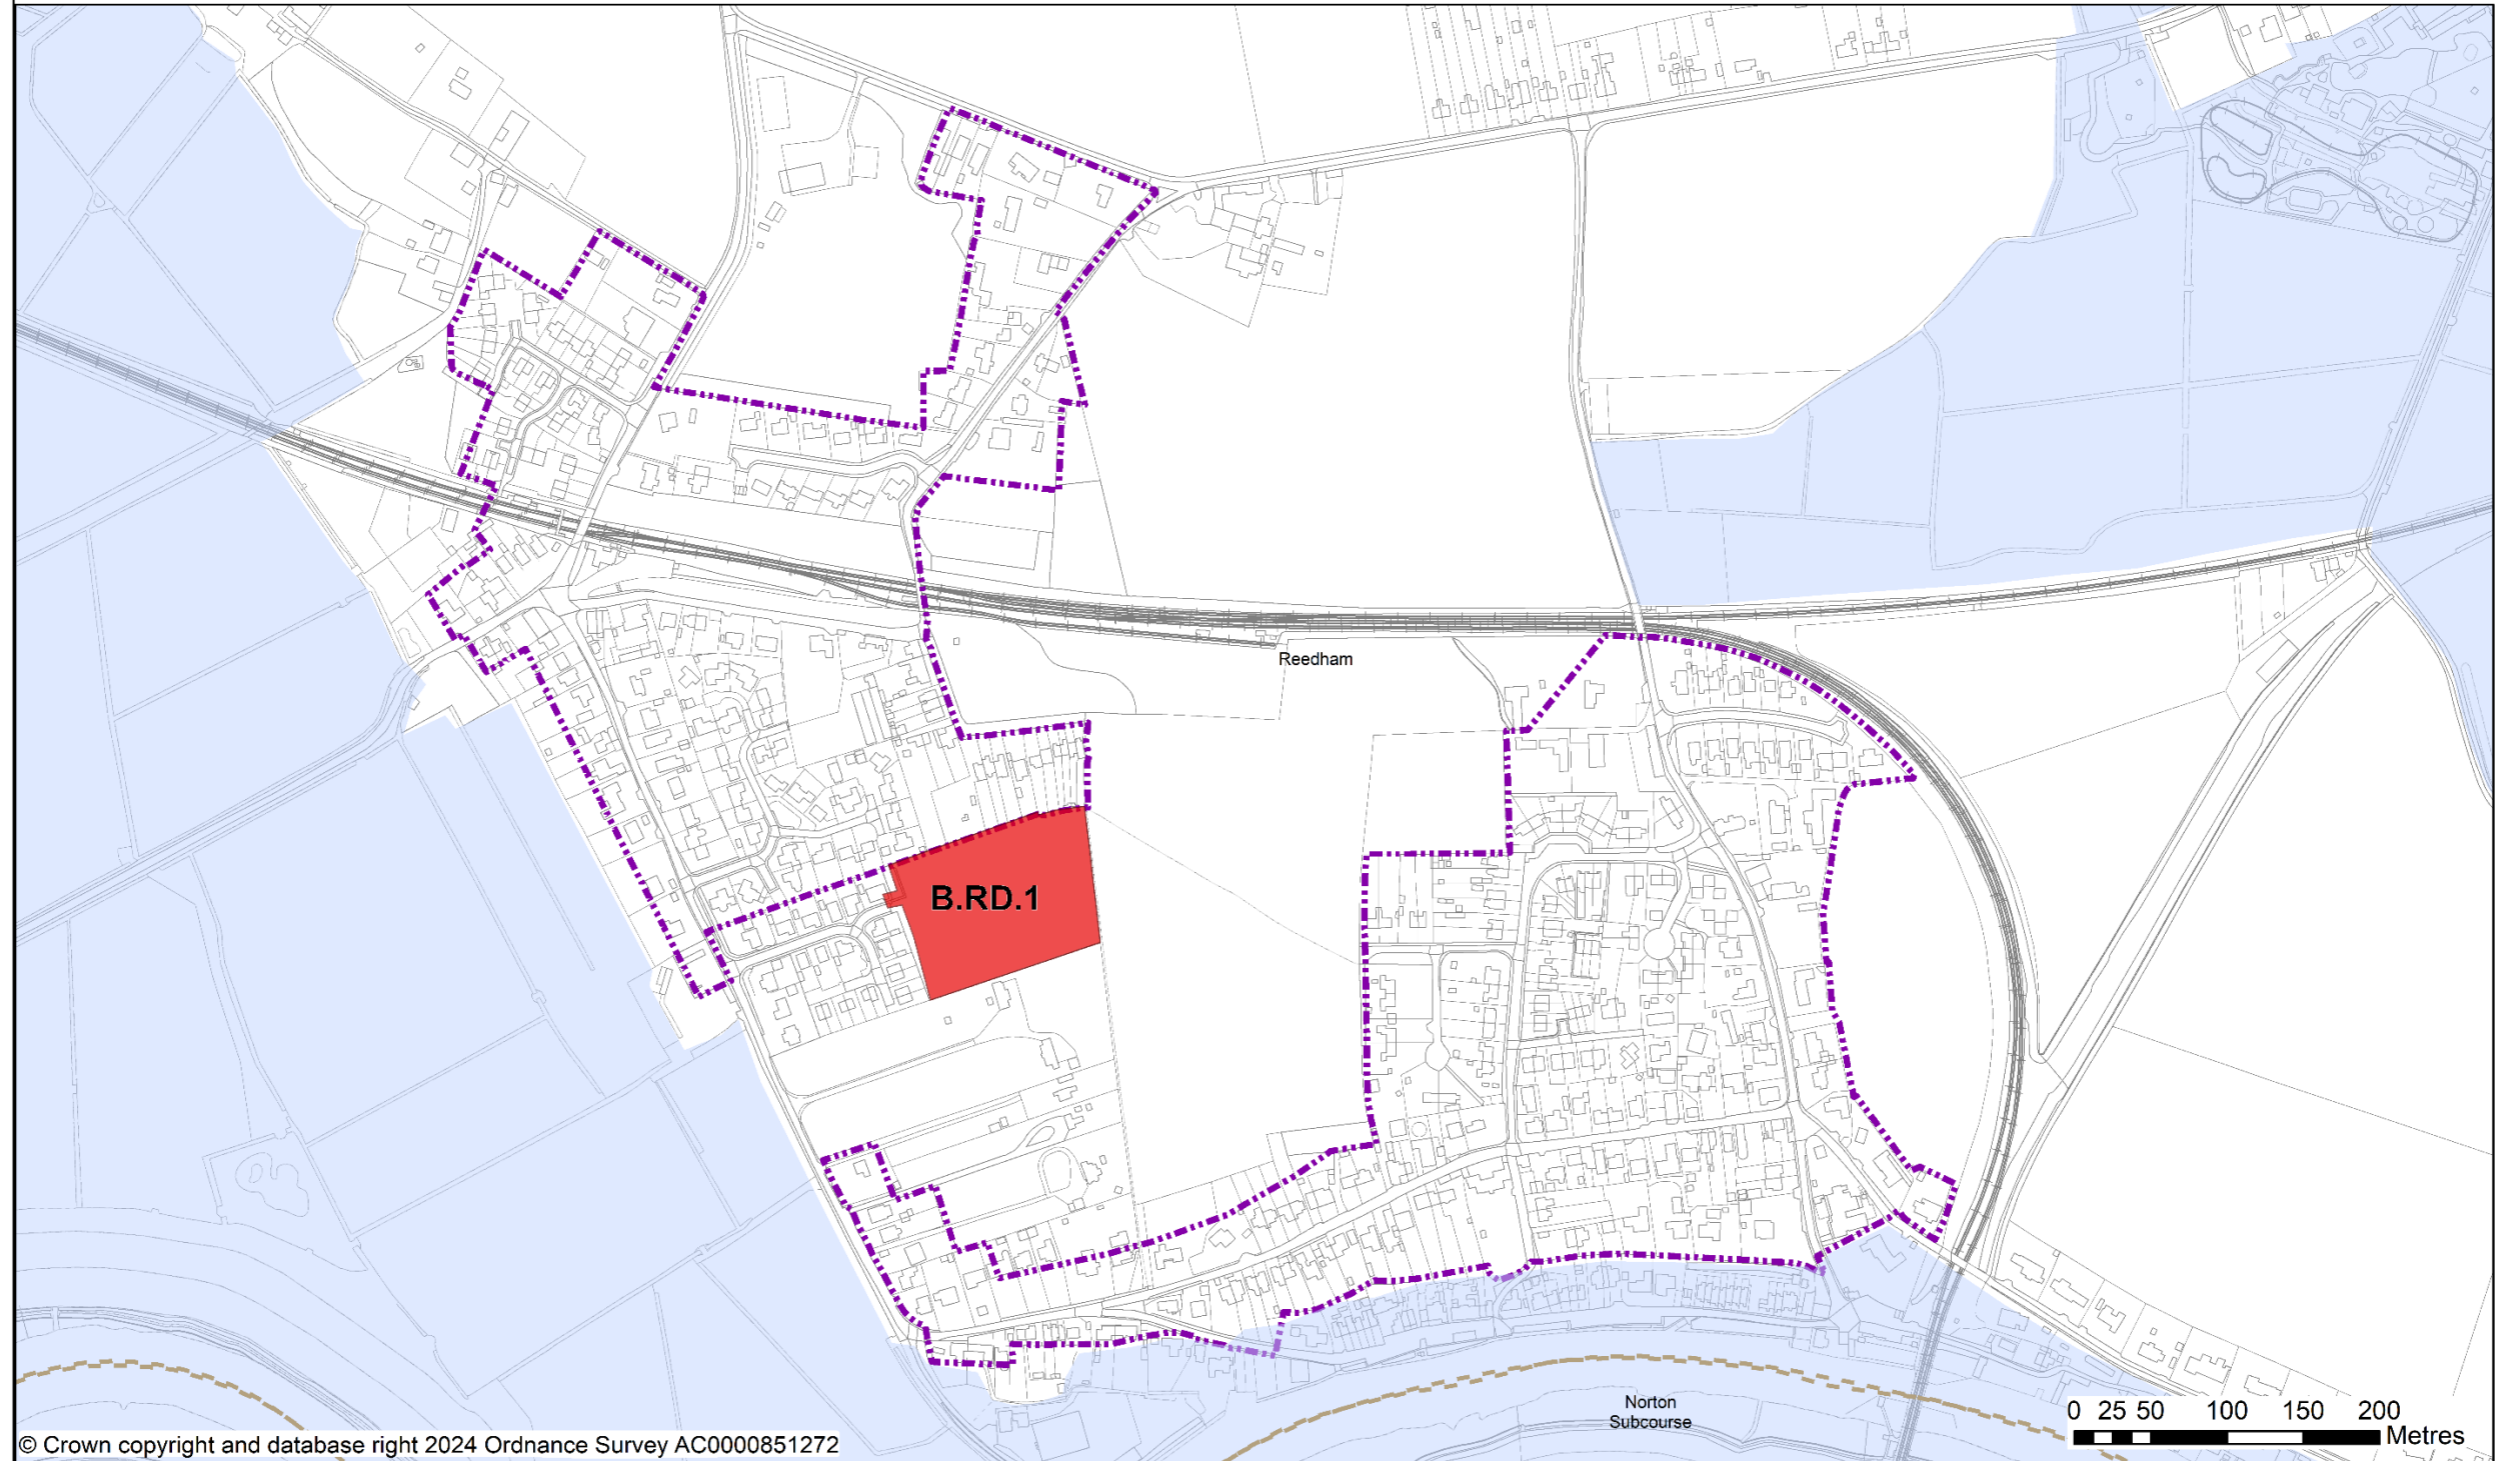 Reedham
B.RD.1
Norton
Subcourse
0 25 50 100 150 200
Metres
© Crown copyright and database right 2024 Ordnance Survey AC0000851272